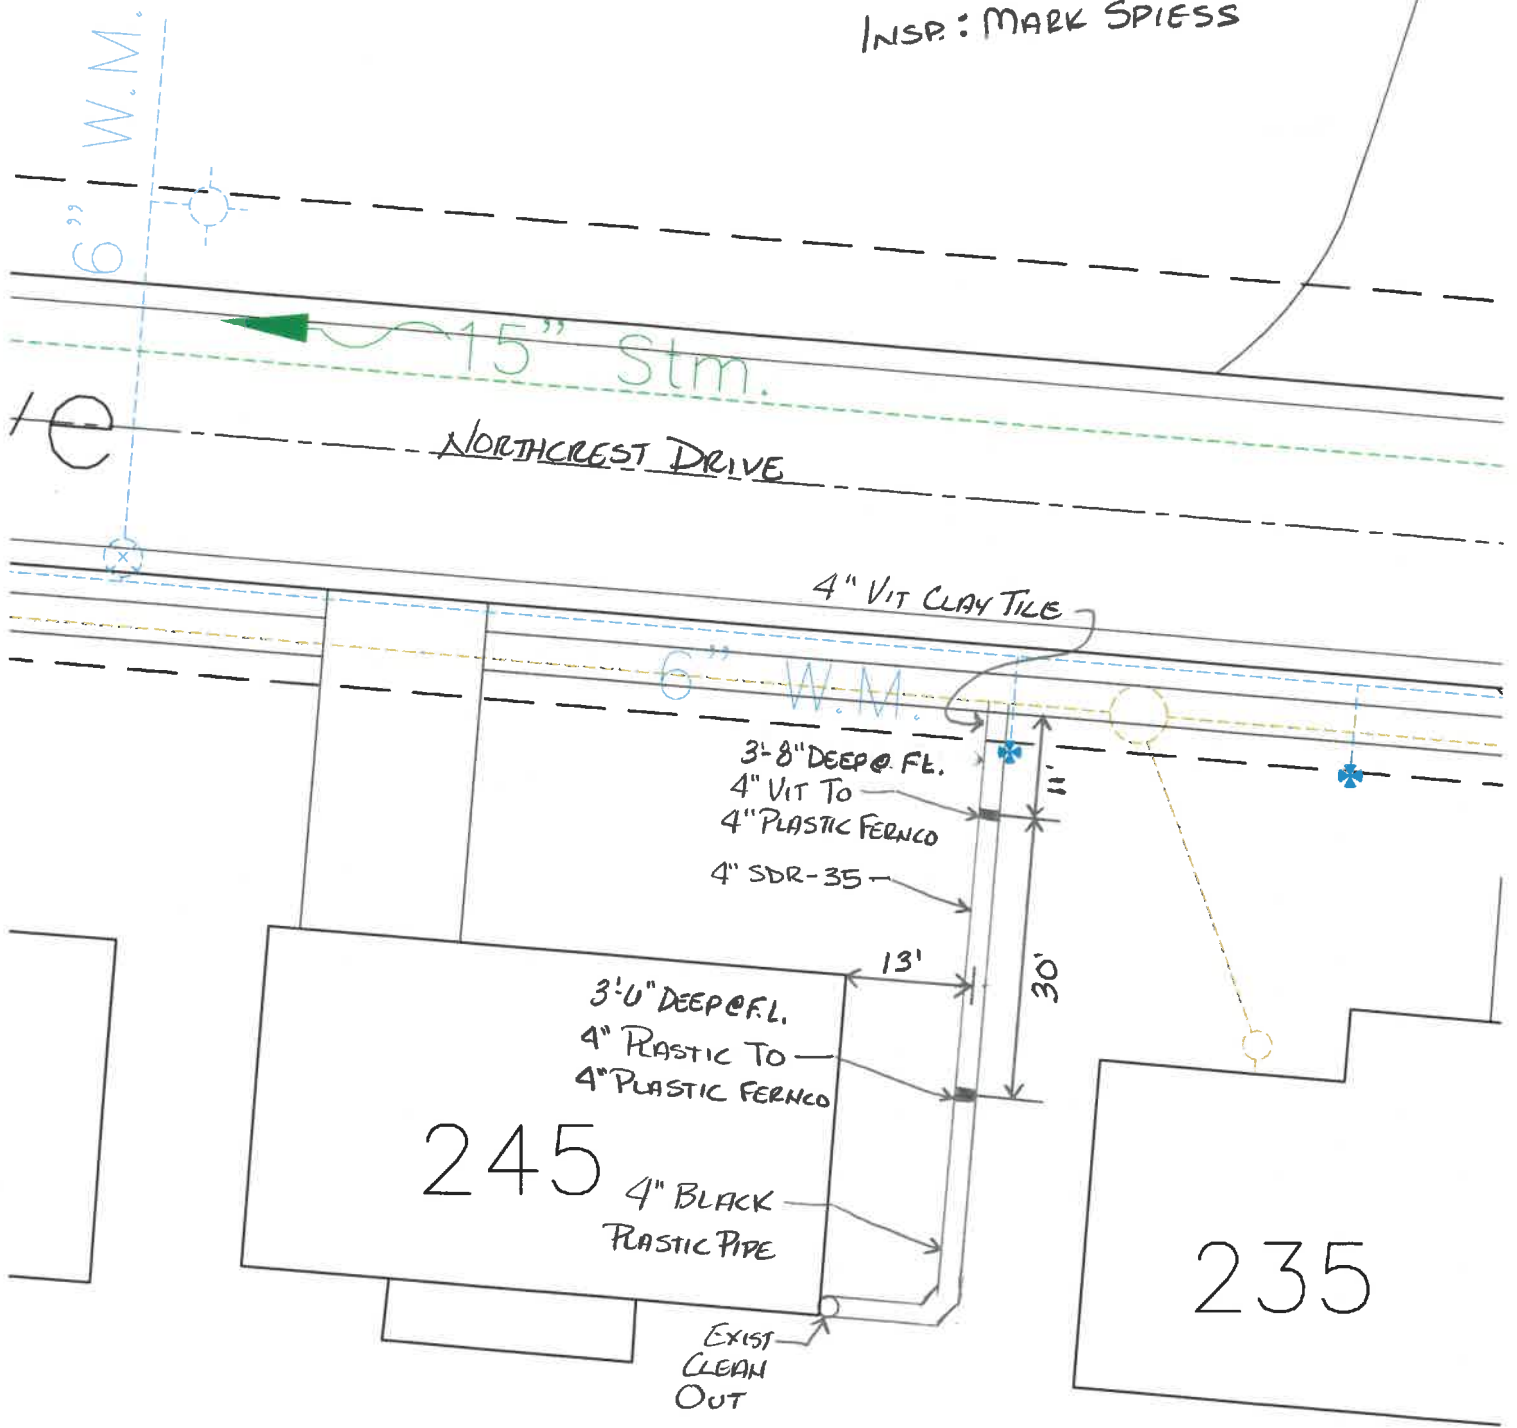 INSP.: MARK SPIESS
6" W.M.
15" Stm.
e
NORTHCREST DRIVE
4" VIT CLAY TILE
6" W.M.
3'-8" DEEP @ FL.
4" VIT TO
4" PLASTIC FERNCO
11'
4" SDR-35
13'
30'
DEEP @ F.L.
4" PLASTIC TO
4" PLASTIC FERNCO
245
4" BLACK
PLASTIC PIPE
235
EXIST
CLEAN
OUT